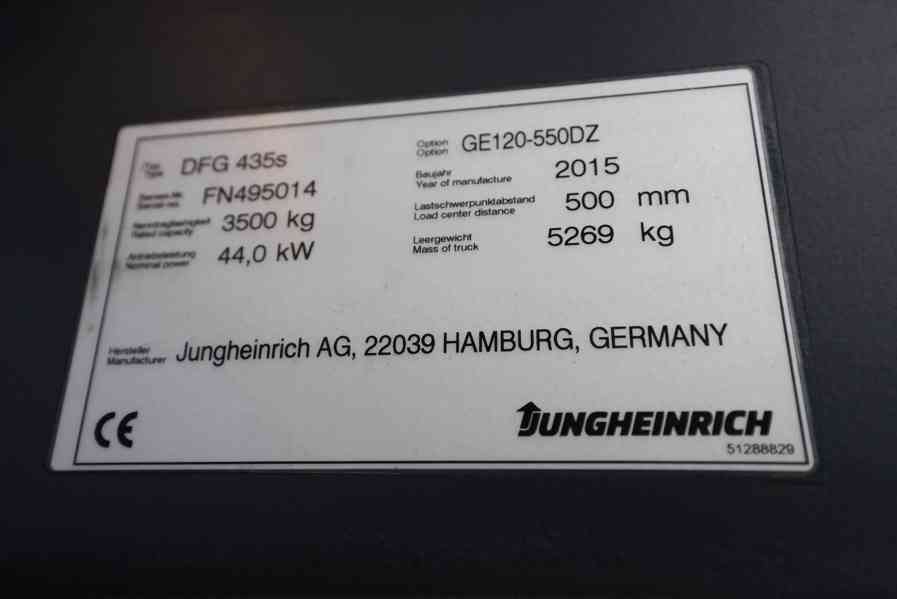 Typ DFG 435s
Type
Serien-Nr. FN495014
Serial no.
Nenntragfähigkeit 3500 kg
Rated capacity
Antriebsleistung 44,0 kW
Nominal power
Option GE120-550DZ
Option
Baujahr 2015
Year of manufacture
Lastschwerpunktabstand 500 mm
Load center distance
Leergewicht 5269 kg
Mass of truck
Hersteller Jungheinrich AG, 22039 HAMBURG, GERMANY
Manufacturer
CE
JUNGHEINRICH
51288829